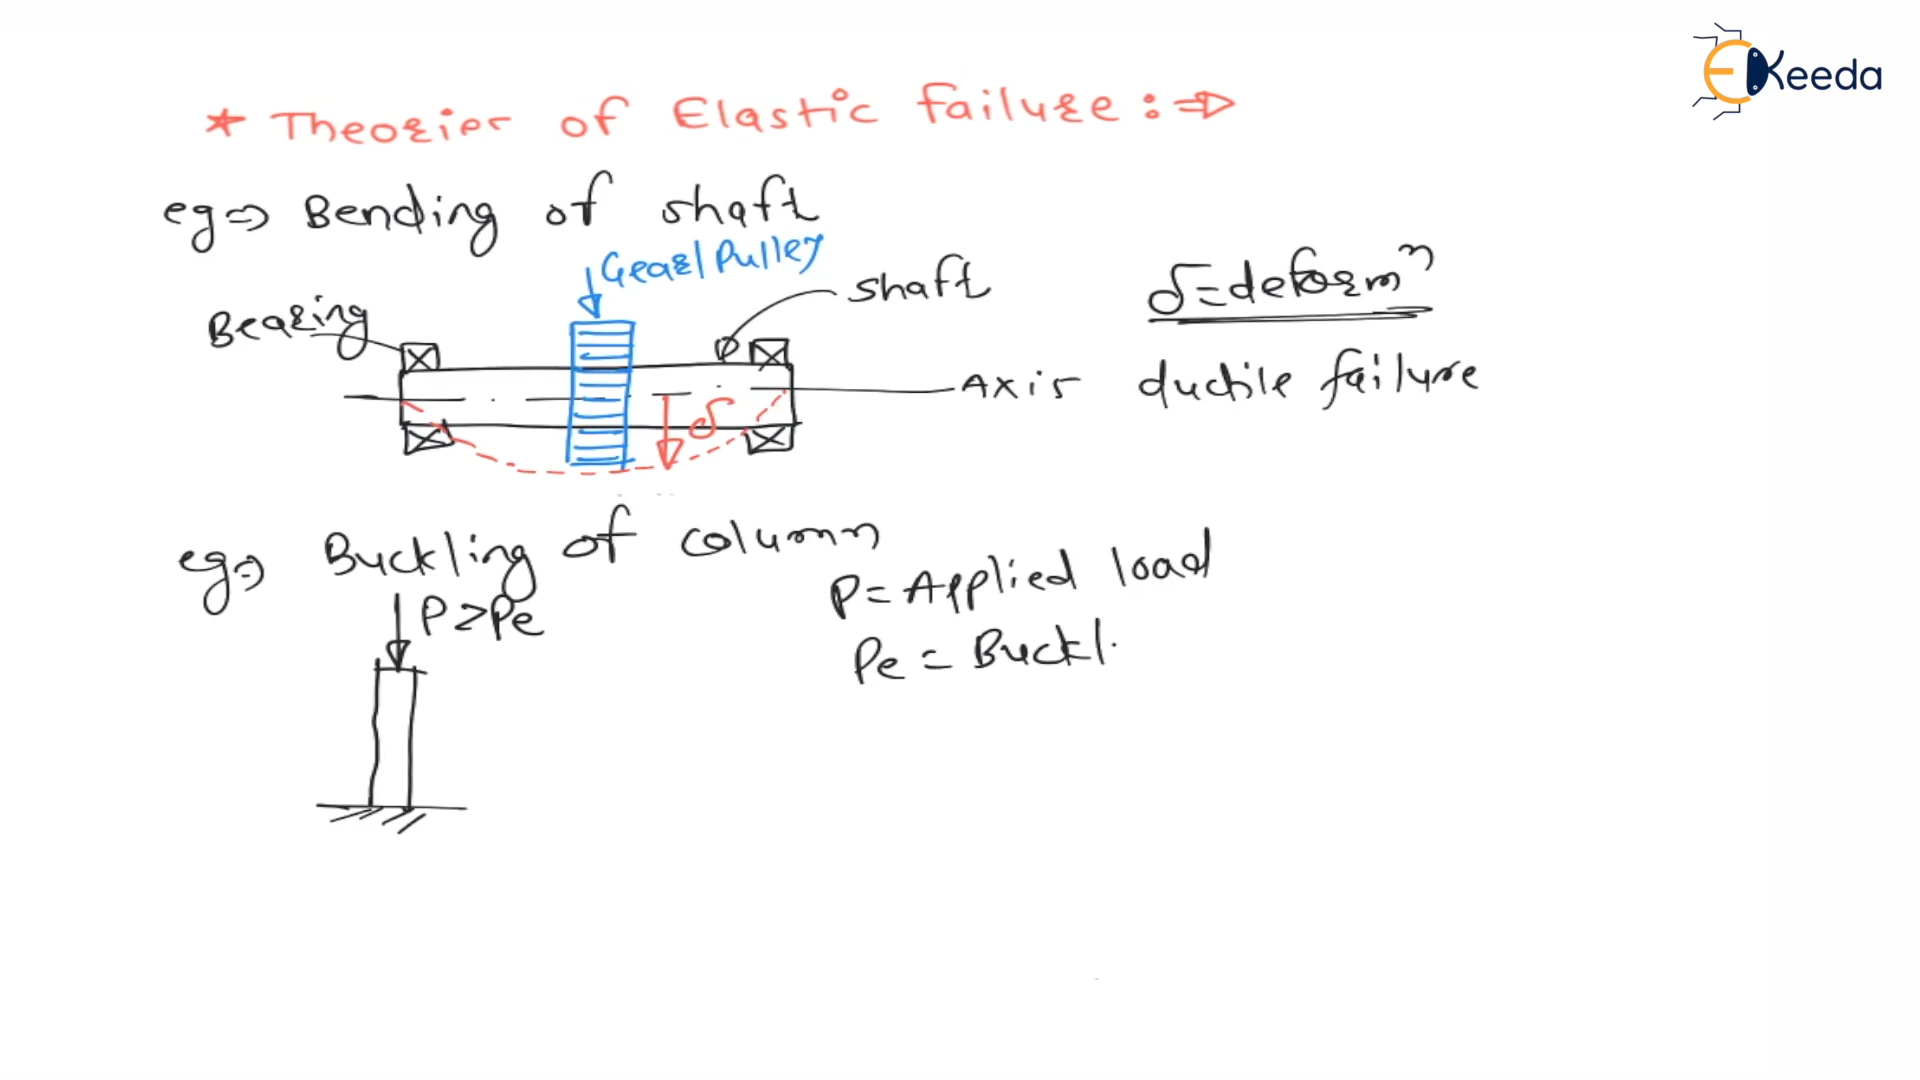 EKeeda
* Theories of Elastic failure :⇒
eg⇒ Bending of shaft
Gear/Pulley
shaft
δ=deformⁿ
Bearing
Axis
ductile failure
δ
eg⇒ Buckling of column
P>Pe
P=Applied load
Pe = Buckl